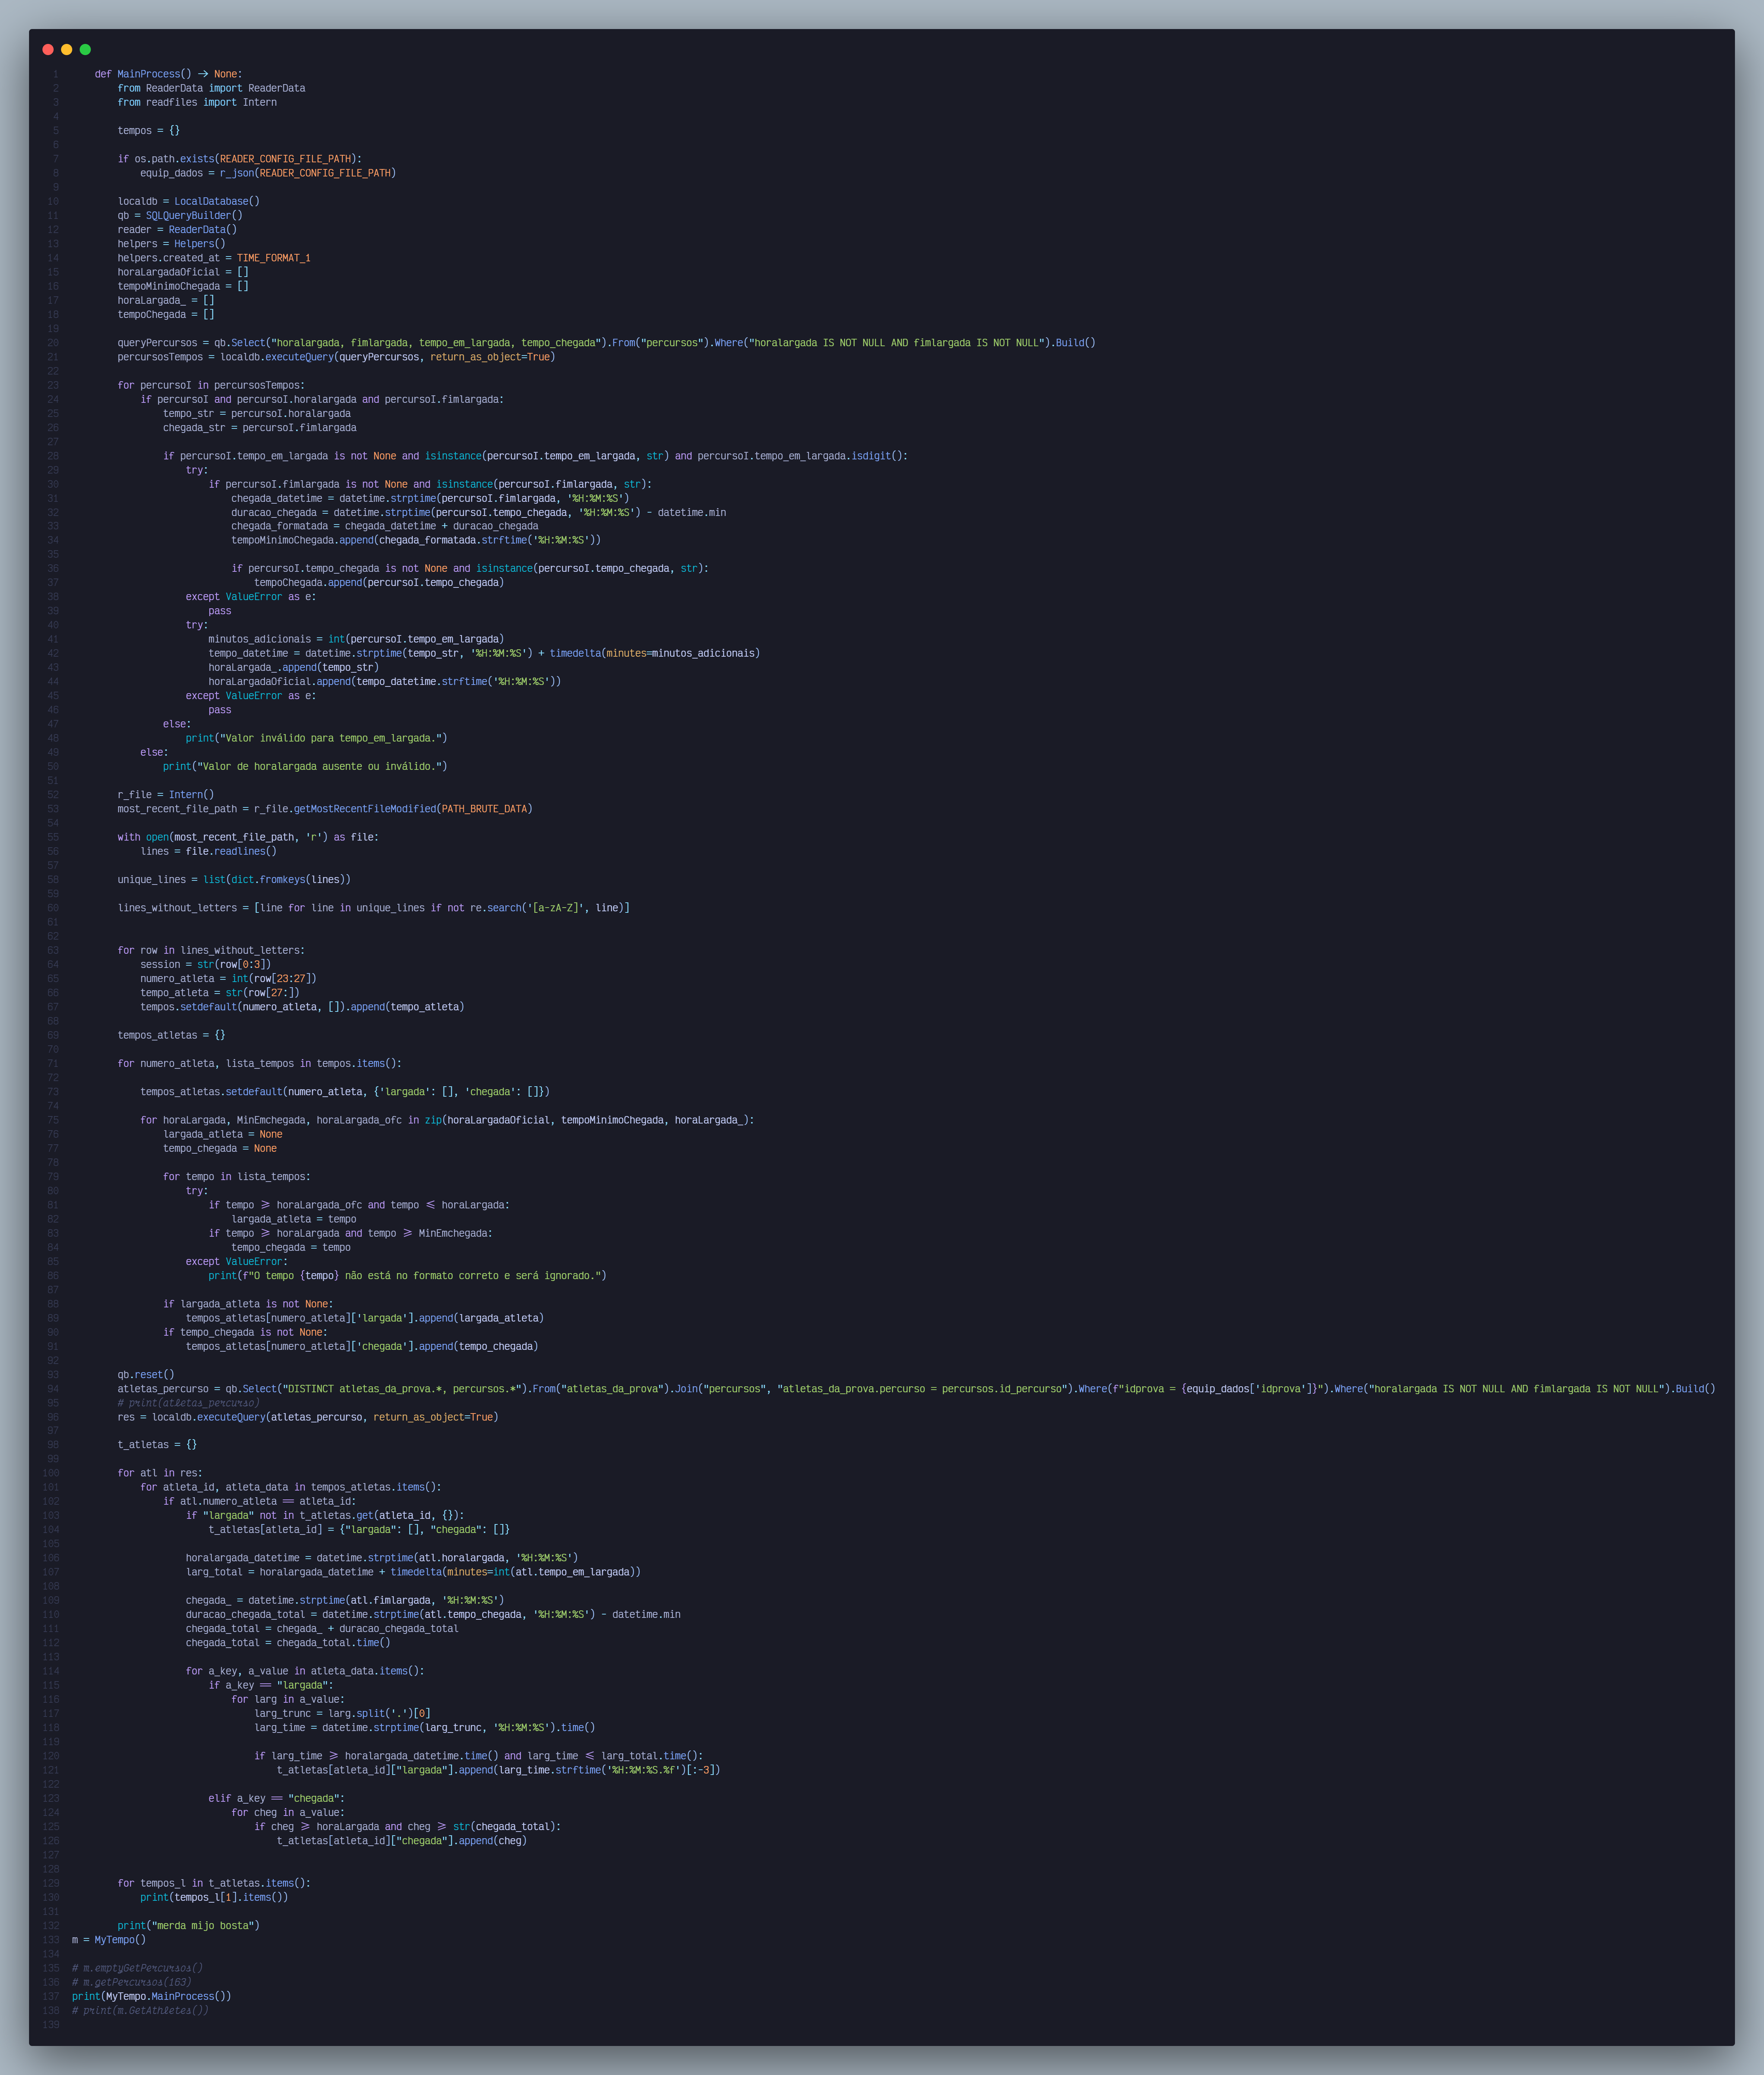 1 def MainProcess() -> None:
2 from ReaderData import ReaderData
3 from readfiles import Intern
4
5 tempos = {}
6
7 if os.path.exists(READER_CONFIG_FILE_PATH):
8 equip_dados = r_json(READER_CONFIG_FILE_PATH)
9
10 localdb = LocalDatabase()
11 qb = SQLQueryBuilder()
12 reader = ReaderData()
13 helpers = Helpers()
14 helpers.created_at = TIME_FORMAT_1
15 horaLargadaOficial = []
16 tempoMinimoChegada = []
17 horaLargada_ = []
18 tempoChegada = []
19
20 queryPercursos = qb.Select("horalargada, fimlargada, tempo_em_largada, tempo_chegada").From("percursos").Where("horalargada IS NOT NULL AND fimlargada IS NOT NULL").Build()
21 percursosTempos = localdb.executeQuery(queryPercursos, return_as_object=True)
22
23 for percursoI in percursosTempos:
24 if percursoI and percursoI.horalargada and percursoI.fimlargada:
25 tempo_str = percursoI.horalargada
26 chegada_str = percursoI.fimlargada
27
28 if percursoI.tempo_em_largada is not None and isinstance(percursoI.tempo_em_largada, str) and percursoI.tempo_em_largada.isdigit():
29 try:
30 if percursoI.fimlargada is not None and isinstance(percursoI.fimlargada, str):
31 chegada_datetime = datetime.strptime(percursoI.fimlargada, '%H:%M:%S')
32 duracao_chegada = datetime.strptime(percursoI.tempo_chegada, '%H:%M:%S') - datetime.min
33 chegada_formatada = chegada_datetime + duracao_chegada
34 tempoMinimoChegada.append(chegada_formatada.strftime('%H:%M:%S'))
35
36 if percursoI.tempo_chegada is not None and isinstance(percursoI.tempo_chegada, str):
37 tempoChegada.append(percursoI.tempo_chegada)
38 except ValueError as e:
39 pass
40 try:
41 minutos_adicionais = int(percursoI.tempo_em_largada)
42 tempo_datetime = datetime.strptime(tempo_str, '%H:%M:%S') + timedelta(minutes=minutos_adicionais)
43 horaLargada_.append(tempo_str)
44 horaLargadaOficial.append(tempo_datetime.strftime('%H:%M:%S'))
45 except ValueError as e:
46 pass
47 else:
48 print("Valor inválido para tempo_em_largada.")
49 else:
50 print("Valor de horalargada ausente ou inválido.")
51
52 r_file = Intern()
53 most_recent_file_path = r_file.getMostRecentFileModified(PATH_BRUTE_DATA)
54
55 with open(most_recent_file_path, 'r') as file:
56 lines = file.readlines()
57
58 unique_lines = list(dict.fromkeys(lines))
59
60 lines_without_letters = [line for line in unique_lines if not re.search('[a-zA-Z]', line)]
61
62
63 for row in lines_without_letters:
64 session = str(row[0:3])
65 numero_atleta = int(row[23:27])
66 tempo_atleta = str(row[27:])
67 tempos.setdefault(numero_atleta, []).append(tempo_atleta)
68
69 tempos_atletas = {}
70
71 for numero_atleta, lista_tempos in tempos.items():
72
73 tempos_atletas.setdefault(numero_atleta, {'largada': [], 'chegada': []})
74
75 for horaLargada, MinEmchegada, horaLargada_ofc in zip(horaLargadaOficial, tempoMinimoChegada, horaLargada_):
76 largada_atleta = None
77 tempo_chegada = None
78
79 for tempo in lista_tempos:
80 try:
81 if tempo >= horaLargada_ofc and tempo <= horaLargada:
82 largada_atleta = tempo
83 if tempo >= horaLargada and tempo >= MinEmchegada:
84 tempo_chegada = tempo
85 except ValueError:
86 print(f"O tempo {tempo} não está no formato correto e será ignorado.")
87
88 if largada_atleta is not None:
89 tempos_atletas[numero_atleta]['largada'].append(largada_atleta)
90 if tempo_chegada is not None:
91 tempos_atletas[numero_atleta]['chegada'].append(tempo_chegada)
92
93 qb.reset()
94 atletas_percurso = qb.Select("DISTINCT atletas_da_prova.*, percursos.*").From("atletas_da_prova").Join("percursos", "atletas_da_prova.percurso = percursos.id_percurso").Where(f"idprova = {equip_dados['idprova']}").Where("horalargada IS NOT NULL AND fimlargada IS NOT NULL").Build()
95 # print(atletas_percurso)
96 res = localdb.executeQuery(atletas_percurso, return_as_object=True)
97
98 t_atletas = {}
99
100 for atl in res:
101 for atleta_id, atleta_data in tempos_atletas.items():
102 if atl.numero_atleta == atleta_id:
103 if "largada" not in t_atletas.get(atleta_id, {}):
104 t_atletas[atleta_id] = {"largada": [], "chegada": []}
105
106 horalargada_datetime = datetime.strptime(atl.horalargada, '%H:%M:%S')
107 larg_total = horalargada_datetime + timedelta(minutes=int(atl.tempo_em_largada))
108
109 chegada_ = datetime.strptime(atl.fimlargada, '%H:%M:%S')
110 duracao_chegada_total = datetime.strptime(atl.tempo_chegada, '%H:%M:%S') - datetime.min
111 chegada_total = chegada_ + duracao_chegada_total
112 chegada_total = chegada_total.time()
113
114 for a_key, a_value in atleta_data.items():
115 if a_key == "largada":
116 for larg in a_value:
117 larg_trunc = larg.split('.')[0]
118 larg_time = datetime.strptime(larg_trunc, '%H:%M:%S').time()
119
120 if larg_time >= horalargada_datetime.time() and larg_time <= larg_total.time():
121 t_atletas[atleta_id]["largada"].append(larg_time.strftime('%H:%M:%S.%f')[:-3])
122
123 elif a_key == "chegada":
124 for cheg in a_value:
125 if cheg >= horaLargada and cheg >= str(chegada_total):
126 t_atletas[atleta_id]["chegada"].append(cheg)
127
128
129 for tempos_l in t_atletas.items():
130 print(tempos_l[1].items())
131
132 print("merda mijo bosta")
133 m = MyTempo()
134
135 # m.emptyGetPercursos()
136 # m.getPercursos(163)
137 print(MyTempo.MainProcess())
138 # print(m.GetAthletes())
139